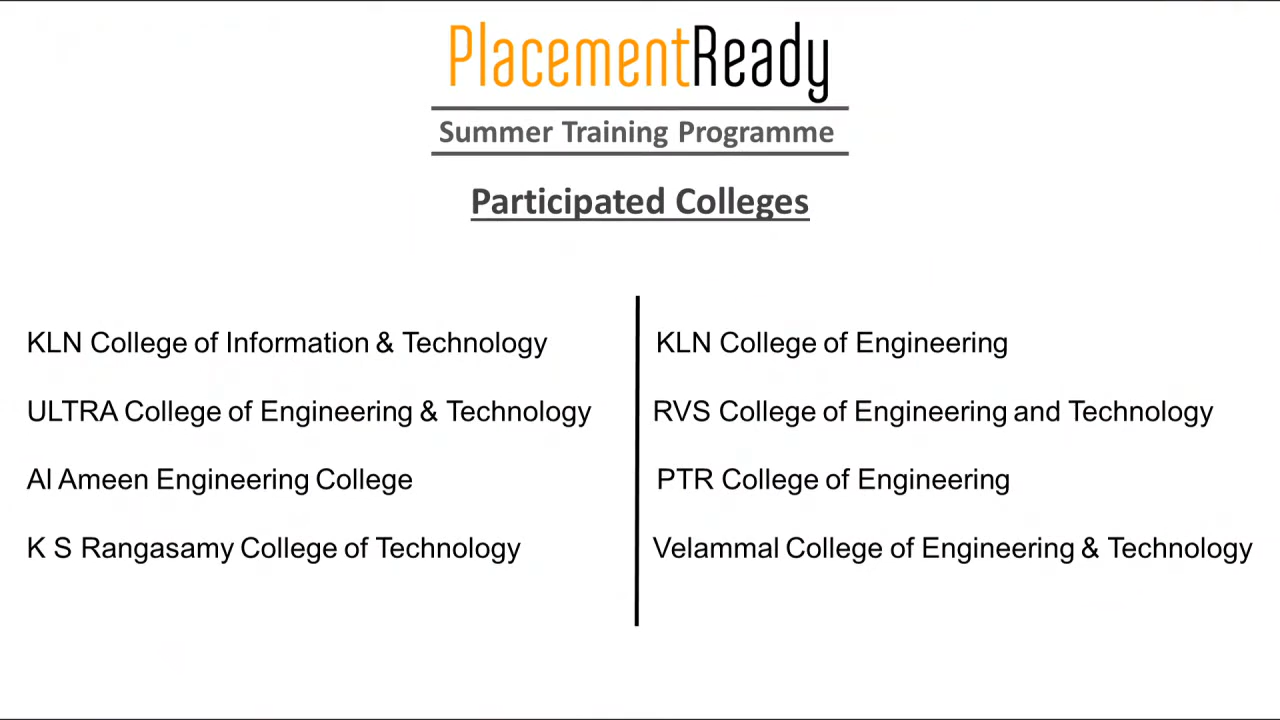 PlacementReady
Summer Training Programme
Participated Colleges
KLN College of Information & Technology
ULTRA College of Engineering & Technology
Al Ameen Engineering College
K S Rangasamy College of Technology
KLN College of Engineering
RVS College of Engineering and Technology
PTR College of Engineering
Velammal College of Engineering & Technology